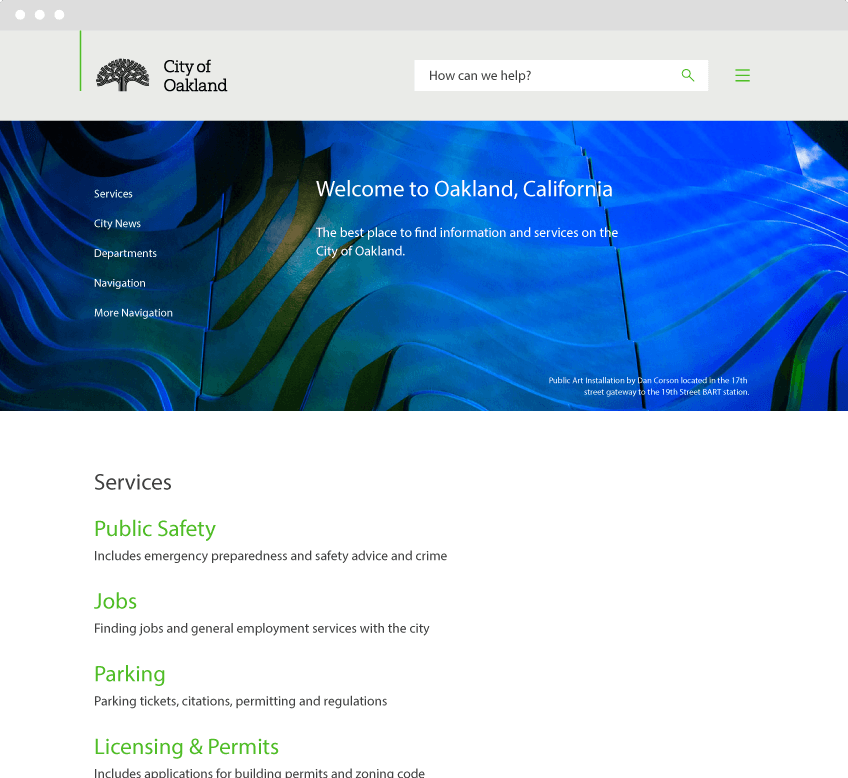 City of
Oakland
How can we help?
Services
City News
Departments
Navigation
More Navigation
Welcome to Oakland, California
The best place to find information and services on the
City of Oakland.
Public Art Installation by Dan Corson located in the 17th
street gateway to the 19th Street BART station.
Services
Public Safety
Includes emergency preparedness and safety advice and crime
Jobs
Finding jobs and general employment services with the city
Parking
Parking tickets, citations, permitting and regulations
Licensing & Permits
Includes applications for building permits and zoning code